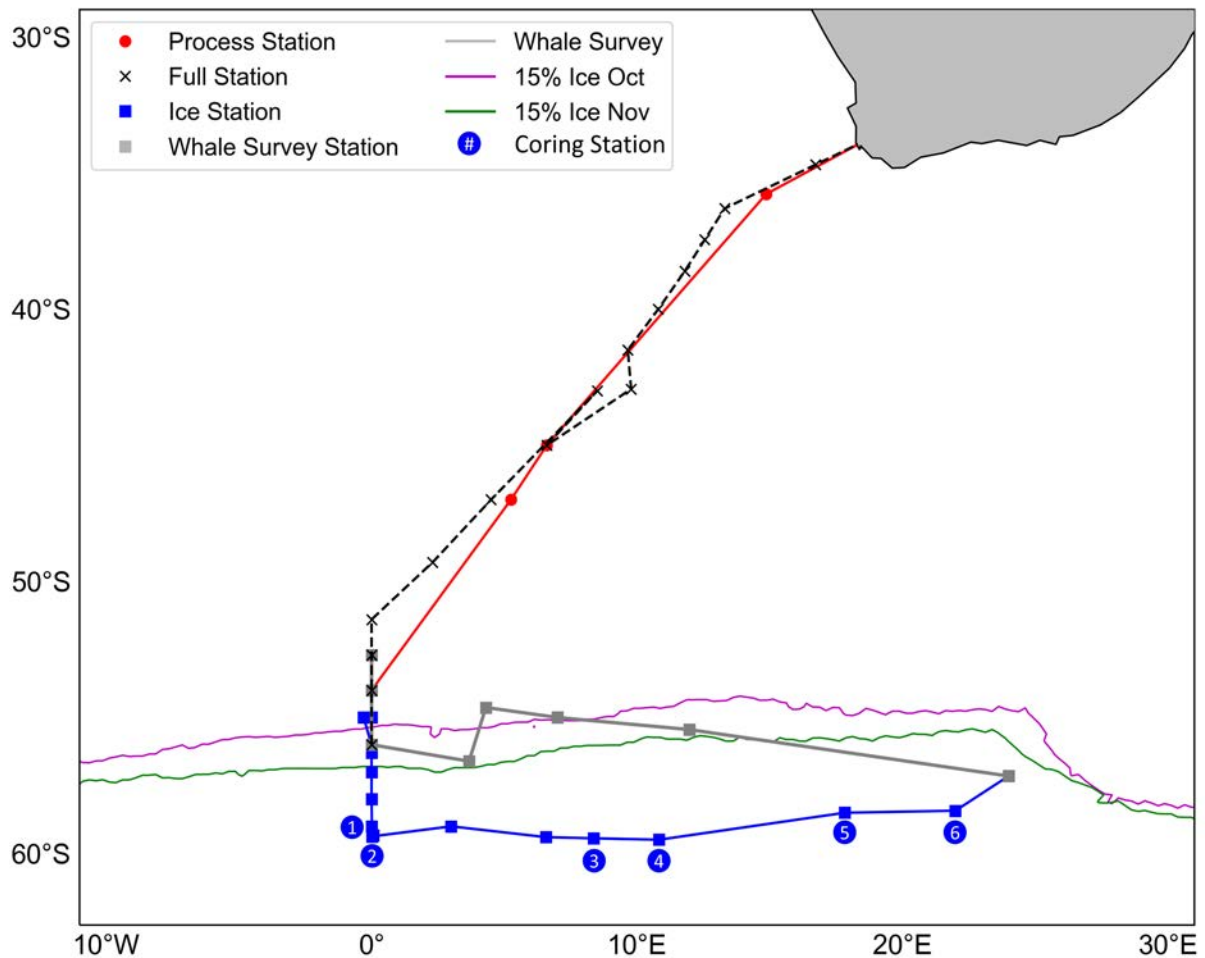 30°S
Process Station
Full Station
Ice Station
Whale Survey Station
Whale Survey
15% Ice Oct
15% Ice Nov
# Coring Station
40°S
50°S
60°S
1
2
3
4
5
6
10°W 0° 10°E 20°E 30°E